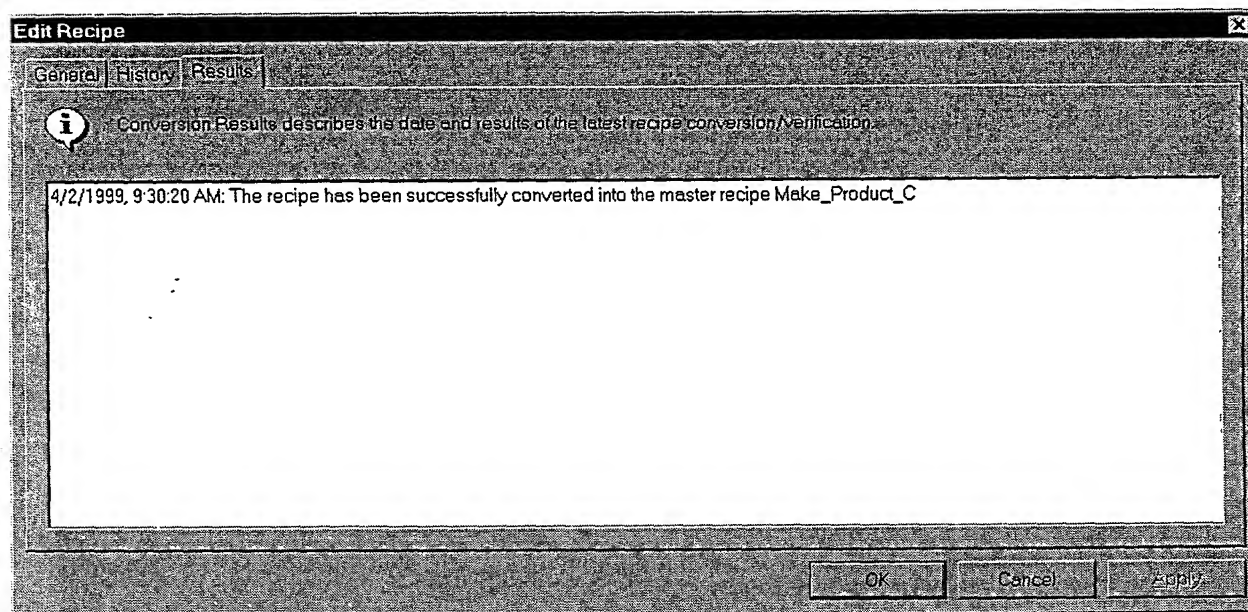 Edit Recipe
General History Results
Conversion Results describes the date and results of the latest recipe conversion/verification.
4/2/1999, 9:30:20 AM: The recipe has been successfully converted into the master recipe Make_Product_C
OK Cancel Apply